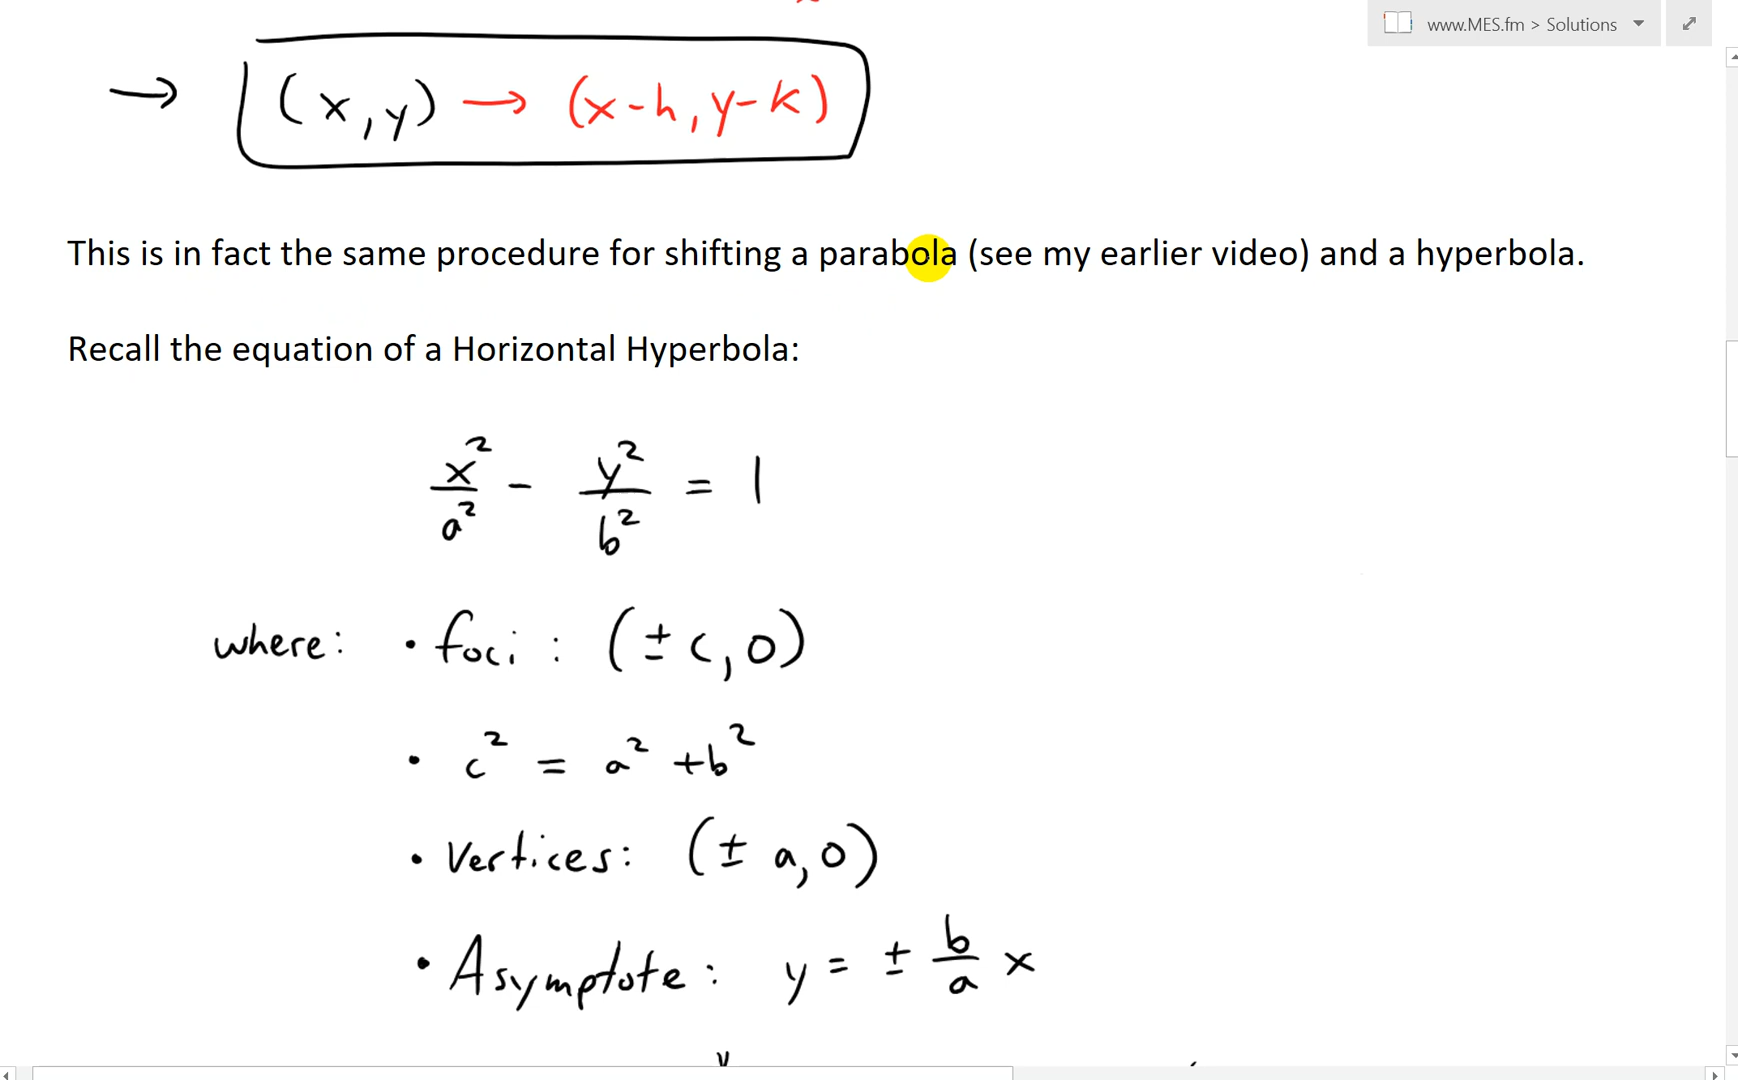 www.MES.fm > Solutions
→ (x,y) → (x-h, y-k)
This is in fact the same procedure for shifting a parabola (see my earlier video) and a hyperbola.
Recall the equation of a Horizontal Hyperbola:
x²/a² - y²/b² = 1
where: • foci : (± c, 0)
• c² = a² + b²
• Vertices: (± a, 0)
• Asymptote: y = ± b/a x
y